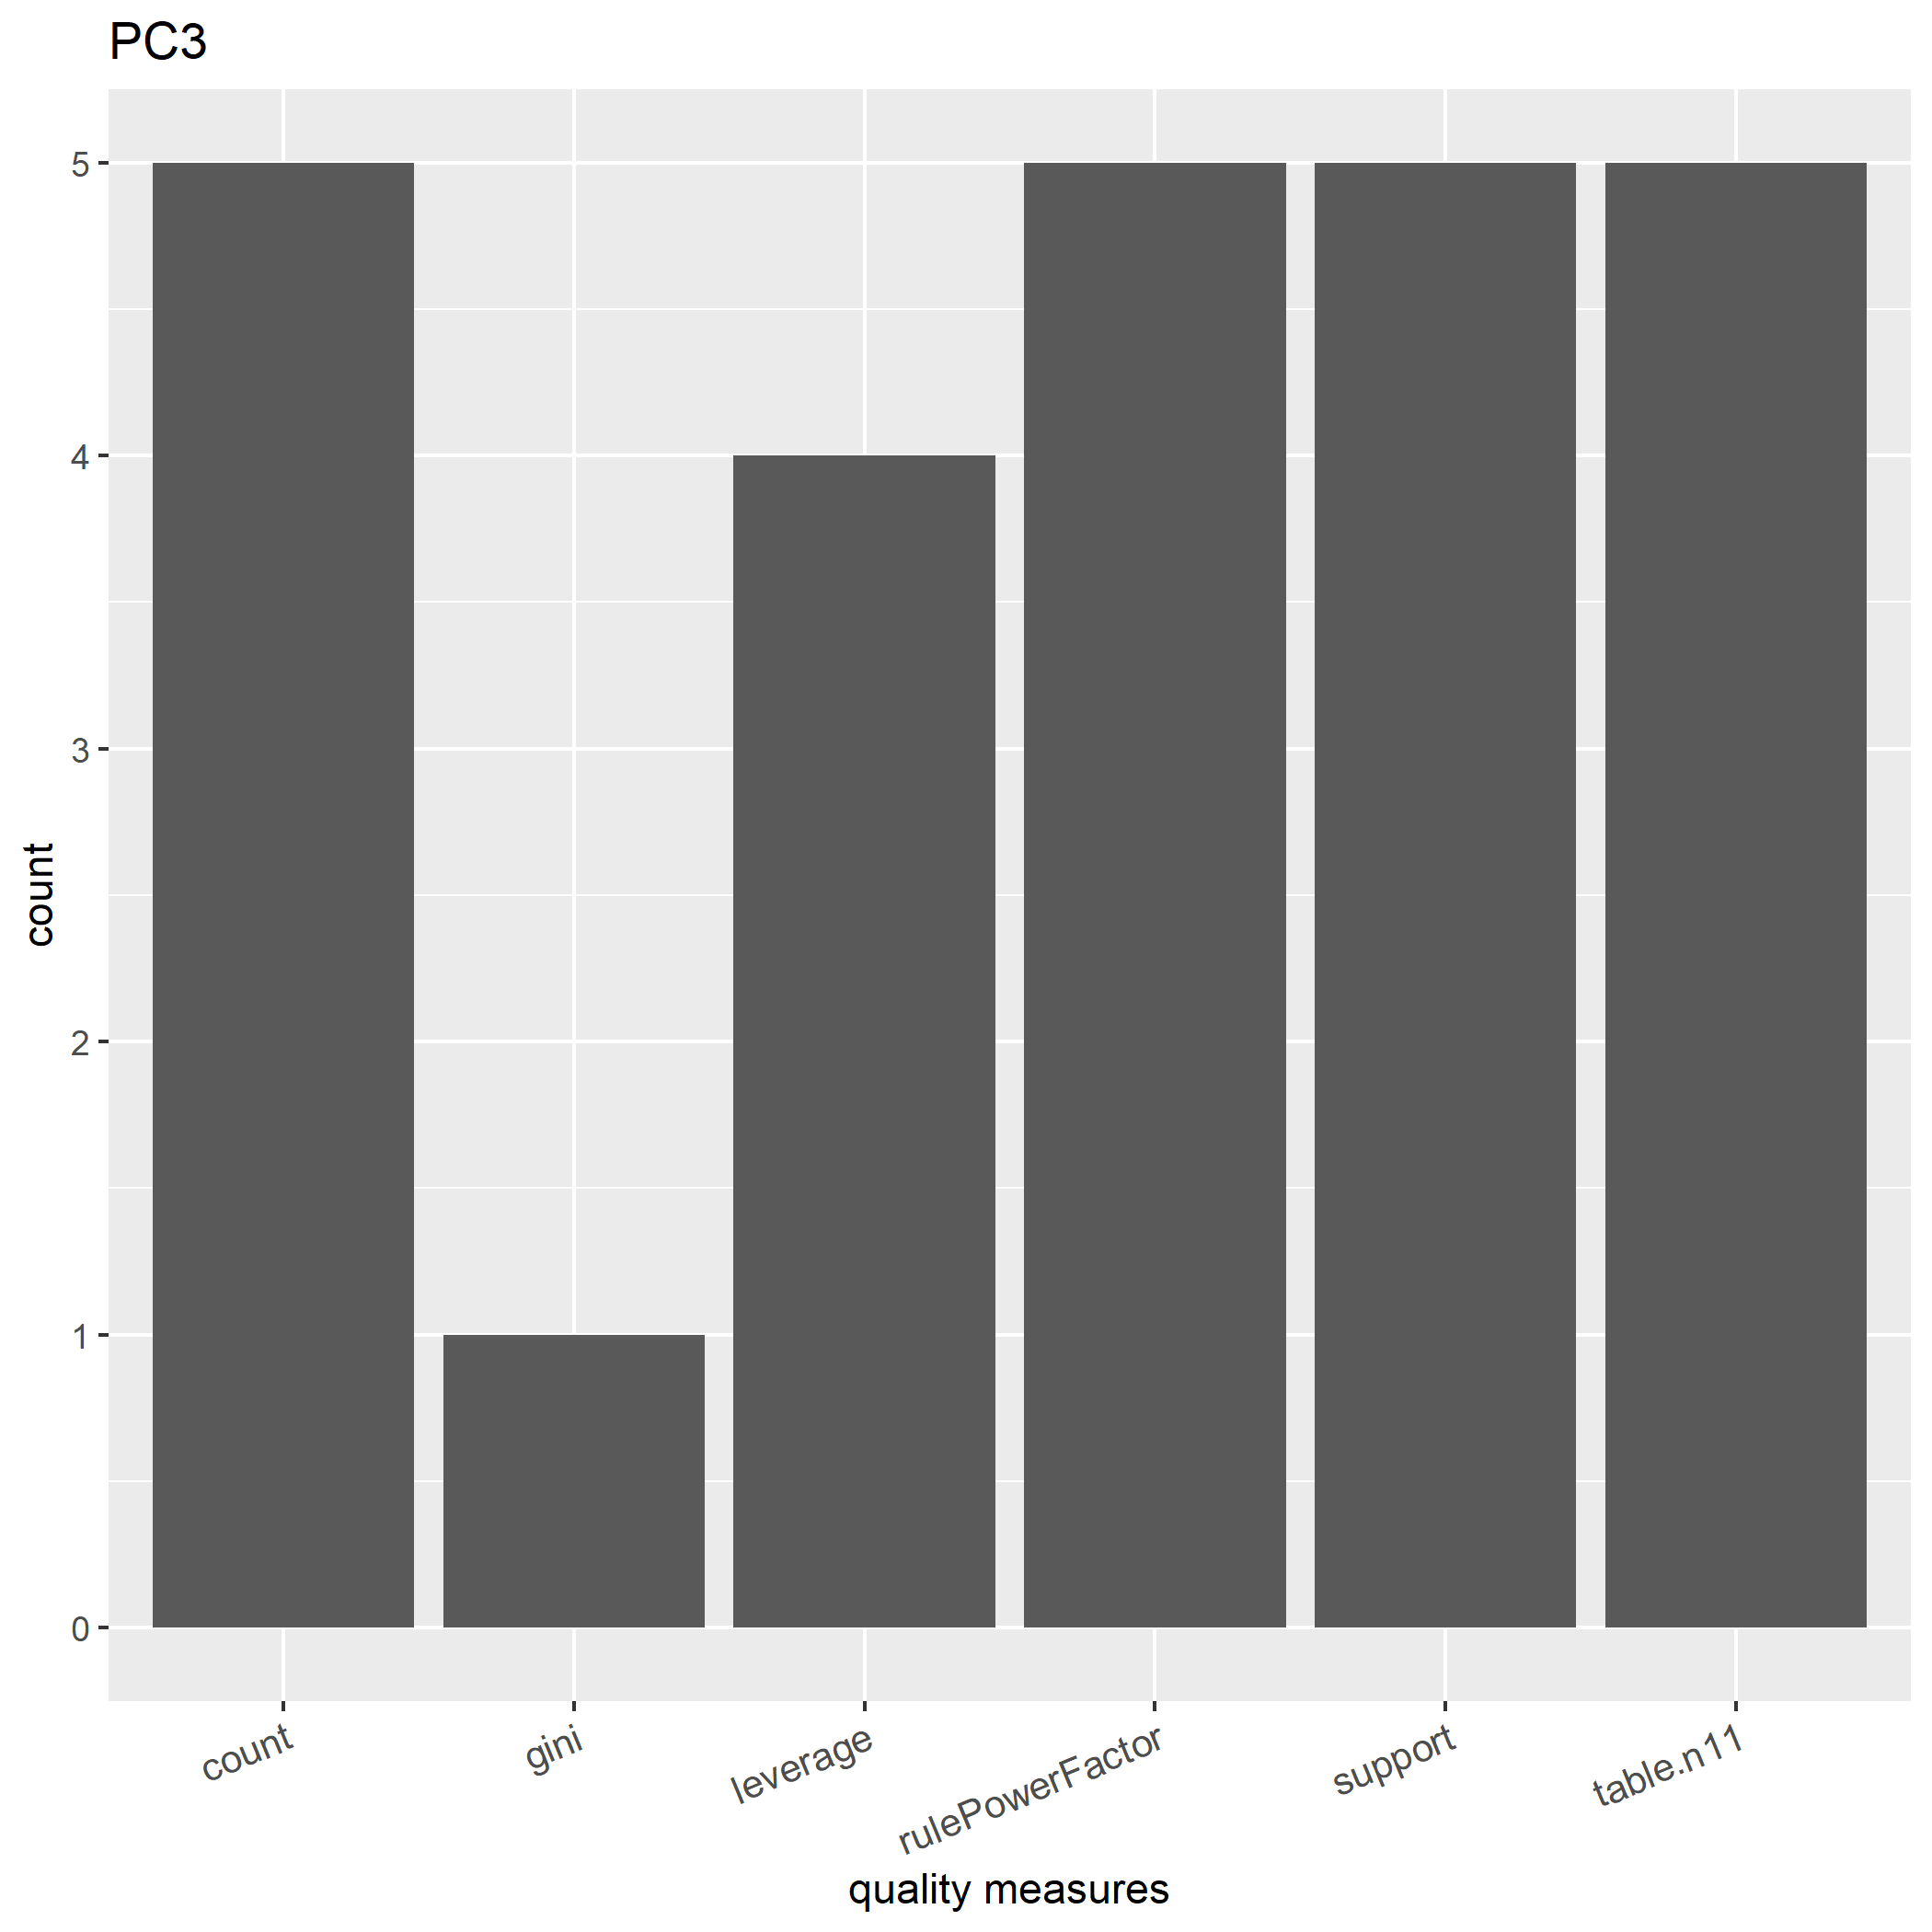 PC3
5
4
3
2
1
0
count
count
gini
leverage
rulePowerFactor
support
table.n11
quality measures